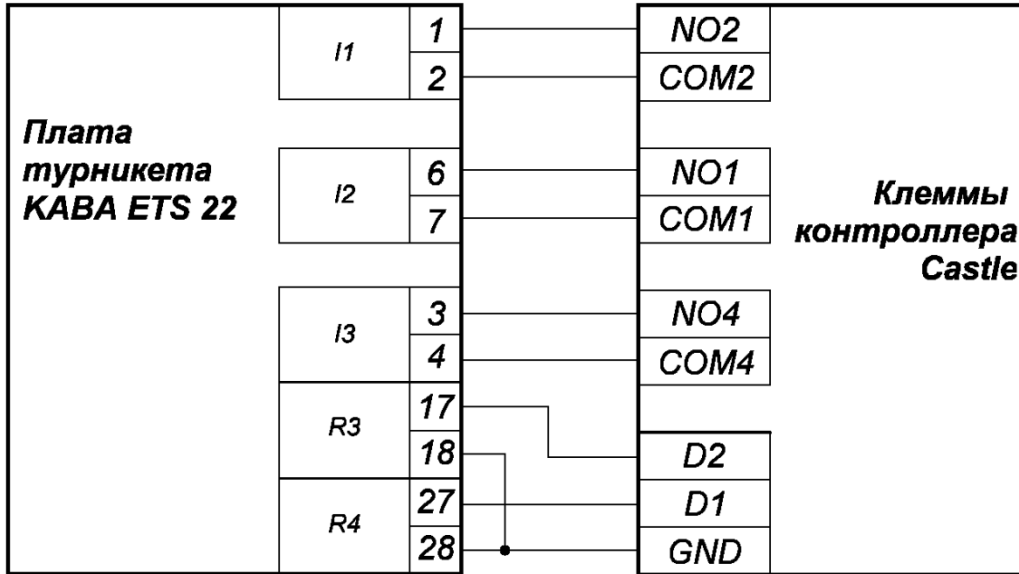 Плата
турникета
KABA ETS 22
I1
1
2
I2
6
7
I3
3
4
R3
17
18
R4
27
28
NO2
COM2
NO1
COM1
NO4
COM4
D2
D1
GND
Клеммы
контроллера
Castle